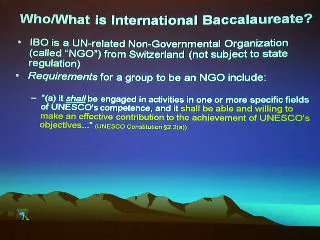 Who/What is International Baccalaureate?
• IBO is a UN-related Non-Governmental Organization
(called "NGO") from Switzerland (not subject to state
regulation)
• Requirements for a group to be an NGO include:
– "(a) it shall be engaged in activities in one or more specific fields
of UNESCO's competence, and it shall be able and willing to
make an effective contribution to the achievement of UNESCO's
objectives..." (UNESCO Constitution §2.2(a))